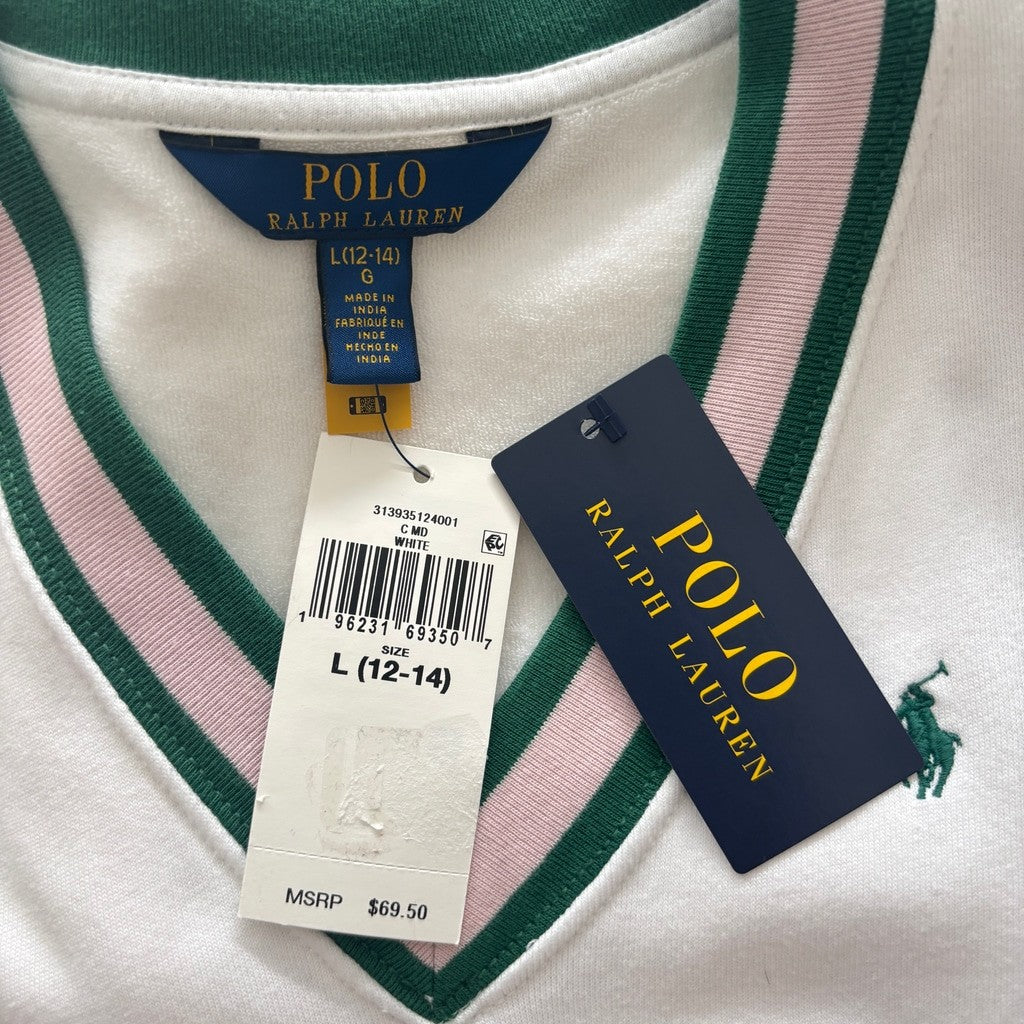 POLO
RALPH LAUREN
L(12-14)
G
MADE IN
INDIA
FABRIQUÉ EN
INDE
HECHO EN
INDIA
313935124001
C MD
WHITE
1 96231 69350 7
SIZE
L (12-14)
MSRP $69.50
POLO
RALPH LAUREN